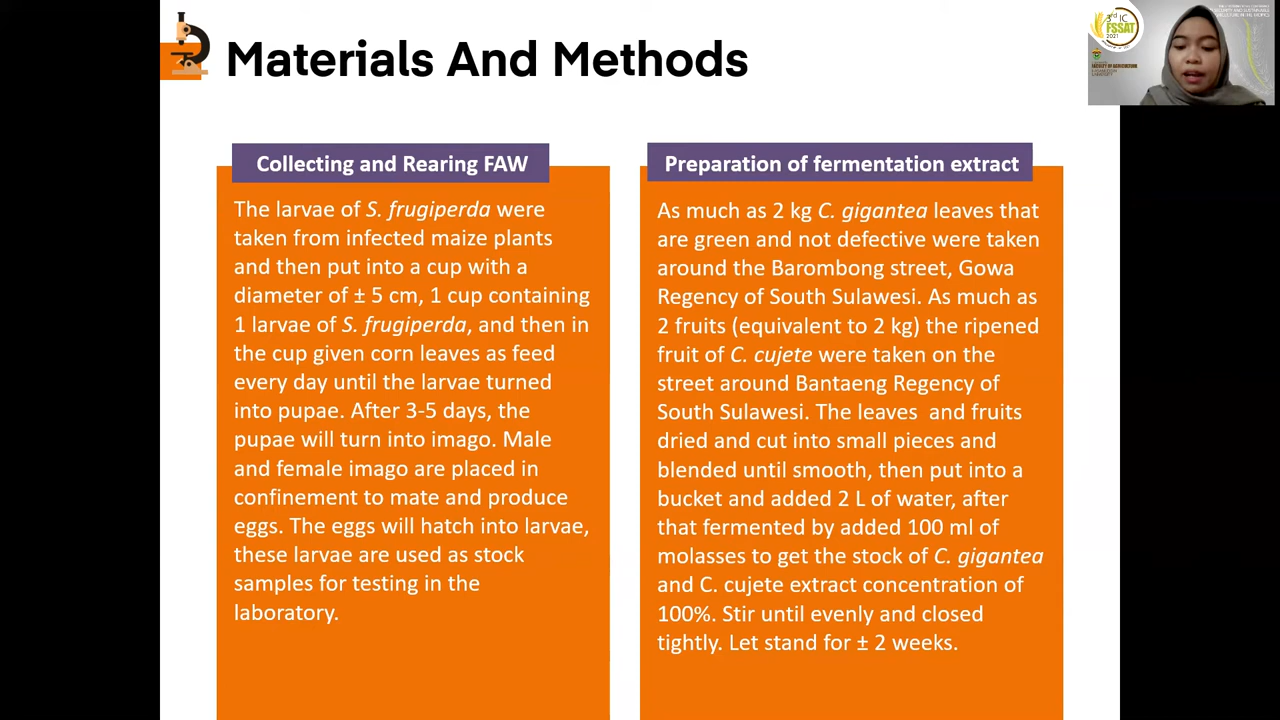 Materials And Methods
Collecting and Rearing FAW
The larvae of S. frugiperda were
taken from infected maize plants
and then put into a cup with a
diameter of ± 5 cm, 1 cup containing
1 larvae of S. frugiperda, and then in
the cup given corn leaves as feed
every day until the larvae turned
into pupae. After 3-5 days, the
pupae will turn into imago. Male
and female imago are placed in
confinement to mate and produce
eggs. The eggs will hatch into larvae,
these larvae are used as stock
samples for testing in the
laboratory.
Preparation of fermentation extract
As much as 2 kg C. gigantea leaves that
are green and not defective were taken
around the Barombong street, Gowa
Regency of South Sulawesi. As much as
2 fruits (equivalent to 2 kg) the ripened
fruit of C. cujete were taken on the
street around Bantaeng Regency of
South Sulawesi. The leaves  and fruits
dried and cut into small pieces and
blended until smooth, then put into a
bucket and added 2 L of water, after
that fermented by added 100 ml of
molasses to get the stock of C. gigantea
and C. cujete extract concentration of
100%. Stir until evenly and closed
tightly. Let stand for ± 2 weeks.
3rd IC
FSSAT
2021
FACULTY OF AGRICULTURE